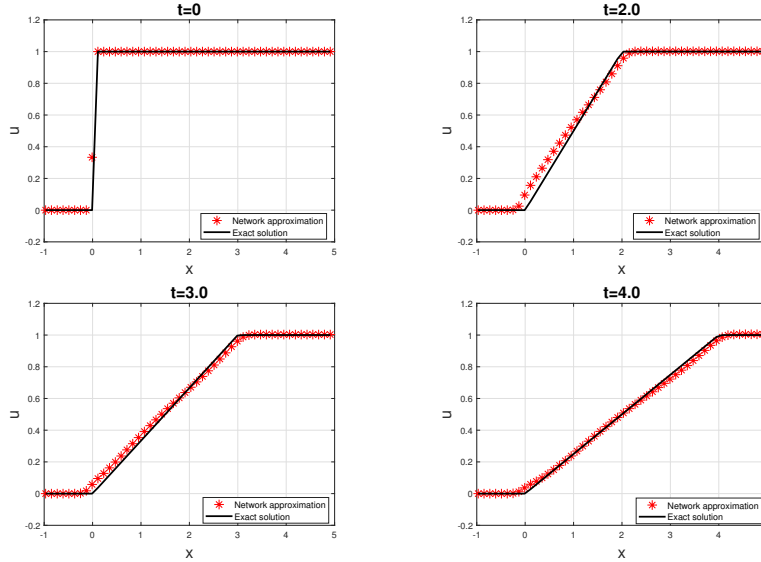 t=0
1.2
1
0.8
0.6
0.4
0.2
0
-0.2
u
-1 0 1 2 3 4 5
x
Network approximation
Exact solution
t=2.0
1.2
1
0.8
0.6
0.4
0.2
0
-0.2
u
-1 0 1 2 3 4
x
Network approximation
Exact solution
t=3.0
1.2
1
0.8
0.6
0.4
0.2
0
-0.2
u
-1 0 1 2 3 4 5
x
Network approximation
Exact solution
t=4.0
1.2
1
0.8
0.6
0.4
0.2
0
-0.2
u
-1 0 1 2 3 4
x
Network approximation
Exact solution